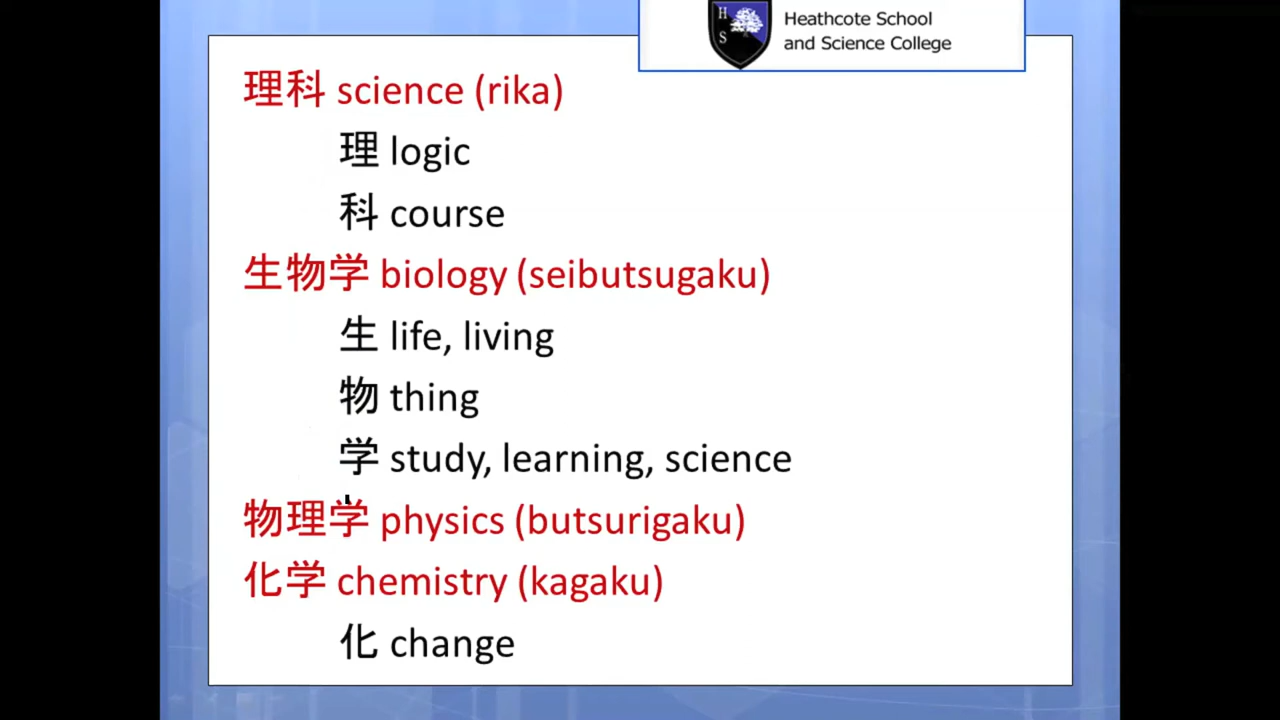 H
S
Heathcote School
and Science College
理科 science (rika)
理 logic
科 course
生物学 biology (seibutsugaku)
生 life, living
物 thing
学 study, learning, science
物理学 physics (butsurigaku)
化学 chemistry (kagaku)
化 change